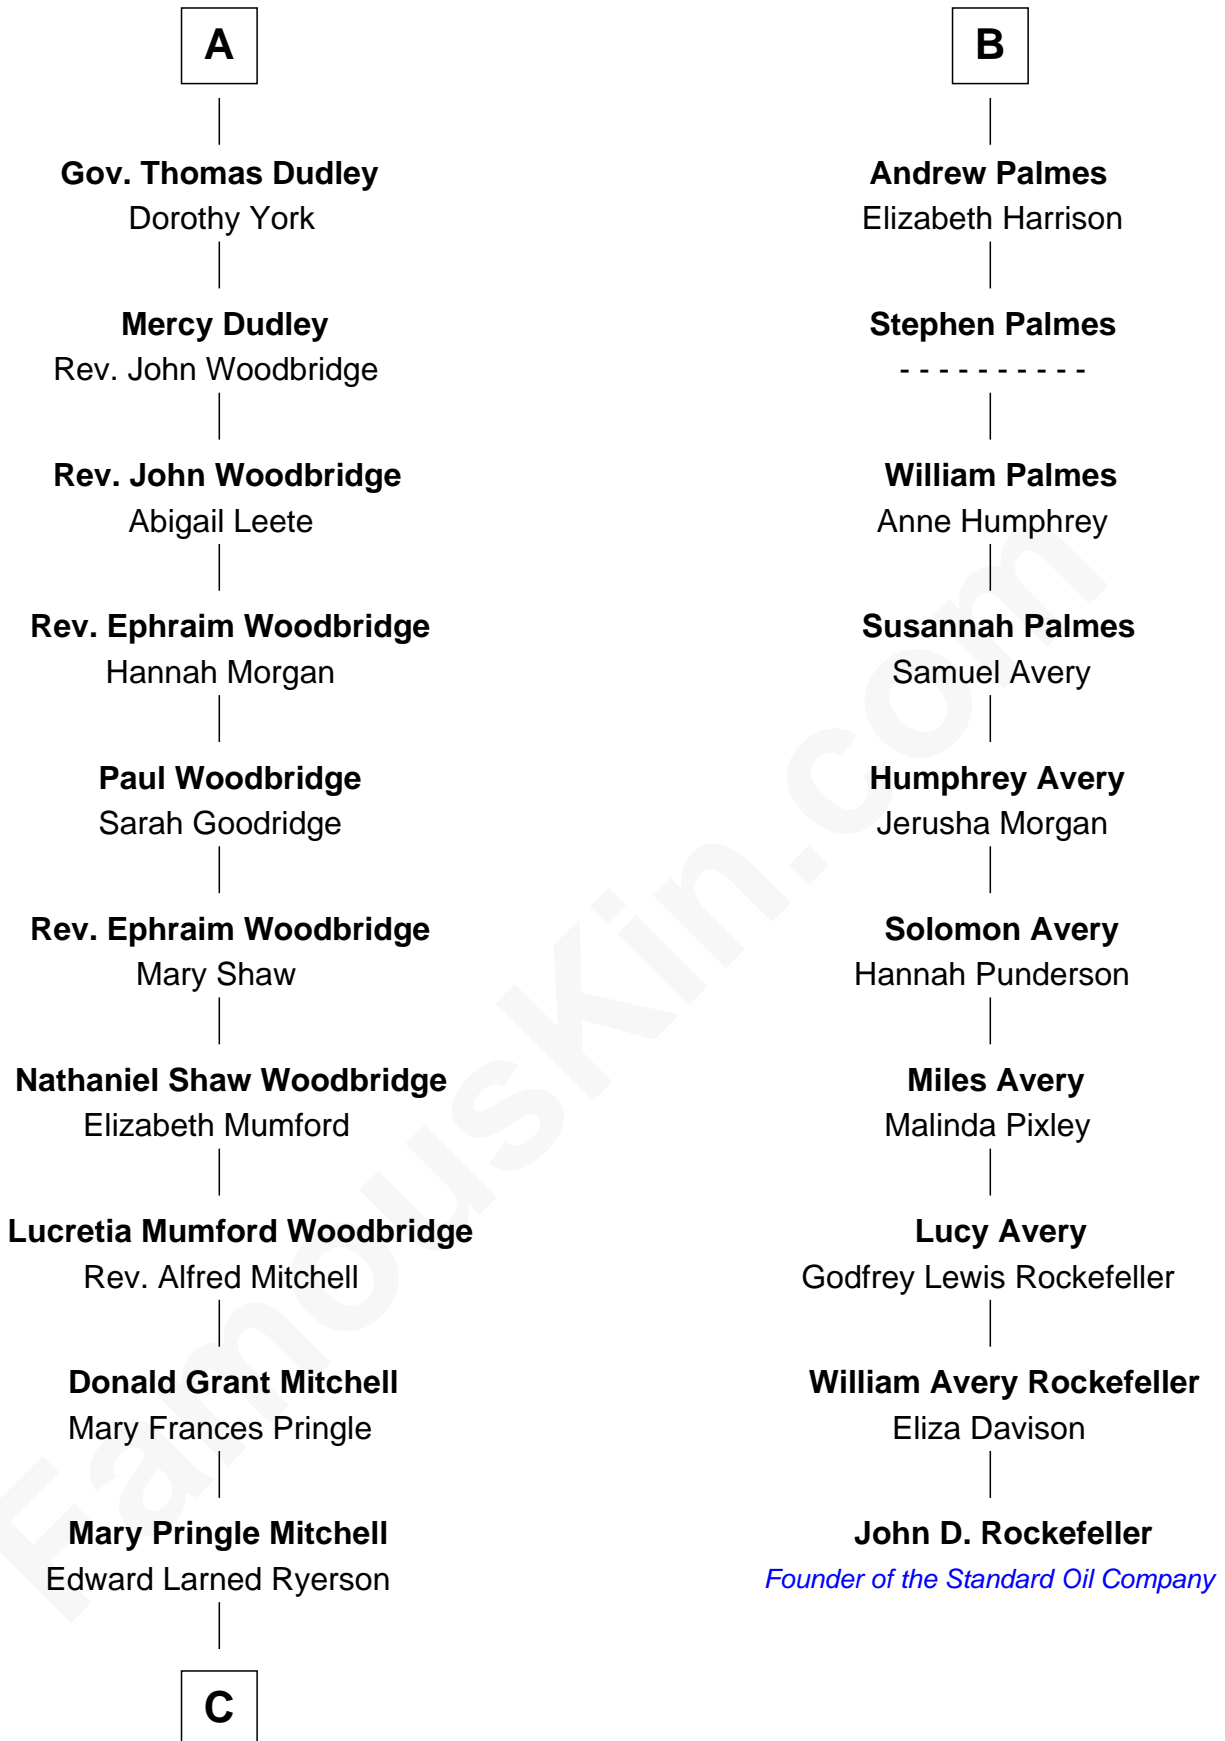 A
Gov. Thomas Dudley
Dorothy York
Mercy Dudley
Rev. John Woodbridge
Rev. John Woodbridge
Abigail Leete
Rev. Ephraim Woodbridge
Hannah Morgan
Paul Woodbridge
Sarah Goodridge
Rev. Ephraim Woodbridge
Mary Shaw
Nathaniel Shaw Woodbridge
Elizabeth Mumford
Lucretia Mumford Woodbridge
Rev. Alfred Mitchell
Donald Grant Mitchell
Mary Frances Pringle
Mary Pringle Mitchell
Edward Larned Ryerson
C
B
Andrew Palmes
Elizabeth Harrison
Stephen Palmes
- - - - - - - - - -
William Palmes
Anne Humphrey
Susannah Palmes
Samuel Avery
Humphrey Avery
Jerusha Morgan
Solomon Avery
Hannah Punderson
Miles Avery
Malinda Pixley
Lucy Avery
Godfrey Lewis Rockefeller
William Avery Rockefeller
Eliza Davison
John D. Rockefeller
Founder of the Standard Oil Company
FamousKin.com